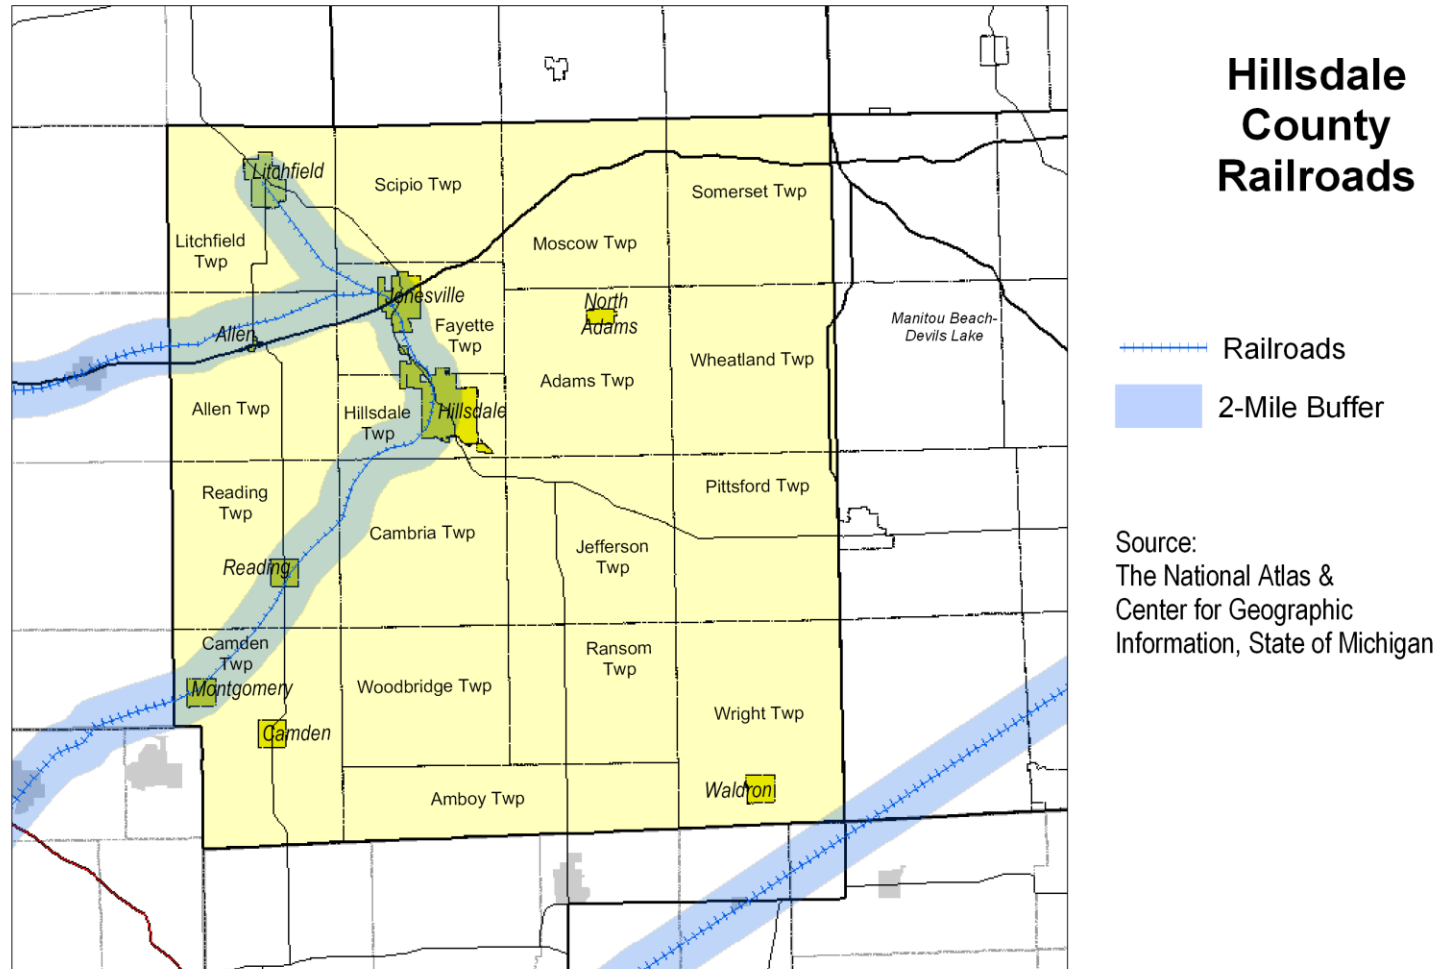 Hillsdale
County
Railroads
Litchfield
Scipio Twp
Somerset Twp
Litchfield
Twp
Moscow Twp
Jonesville
North
Adams
Allen
Fayette
Twp
Manitou Beach-
Devils Lake
Wheatland Twp
Adams Twp
Allen Twp
Hillsdale
Twp
Hillsdale
Railroads
2-Mile Buffer
Reading
Twp
Pittsford Twp
Cambria Twp
Jefferson
Twp
Reading
Source:
The National Atlas &
Center for Geographic
Information, State of Michigan
Camden
Twp
Ransom
Twp
Montgomery
Woodbridge Twp
Wright Twp
Camden
Waldron
Amboy Twp